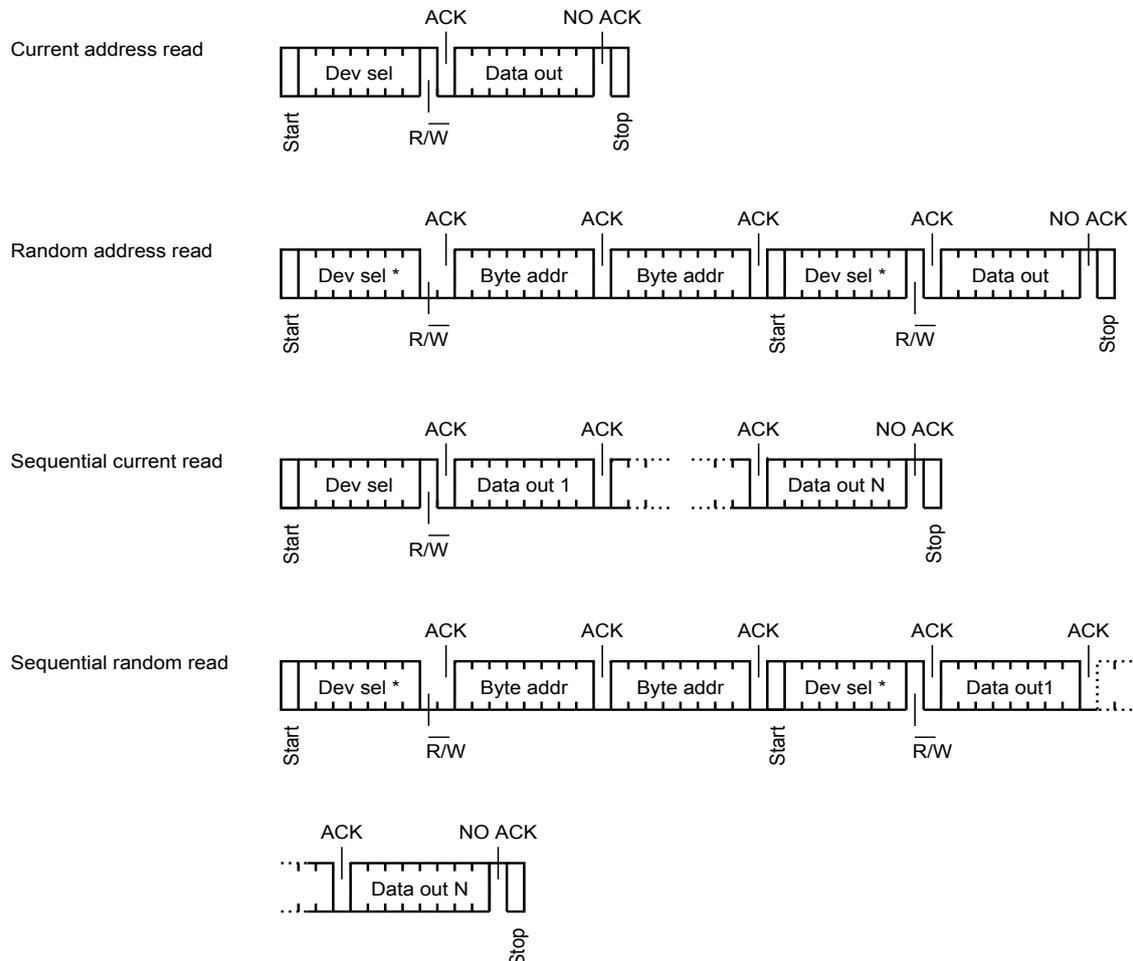 ACK NO ACK
Current address read
Dev sel Data out
Start R/W̅ Stop
ACK ACK ACK ACK NO ACK
Random address read
Dev sel * Byte addr Byte addr Dev sel * Data out
Start R/W̅ Start R/W̅ Stop
ACK ACK ACK NO ACK
Sequential current read
Dev sel Data out 1 Data out N
Start R/W̅ Stop
ACK ACK ACK ACK ACK
Sequential random read
Dev sel * Byte addr Byte addr Dev sel * Data out1
Start R̅/W Start R̅/W
ACK NO ACK
Data out N
Stop